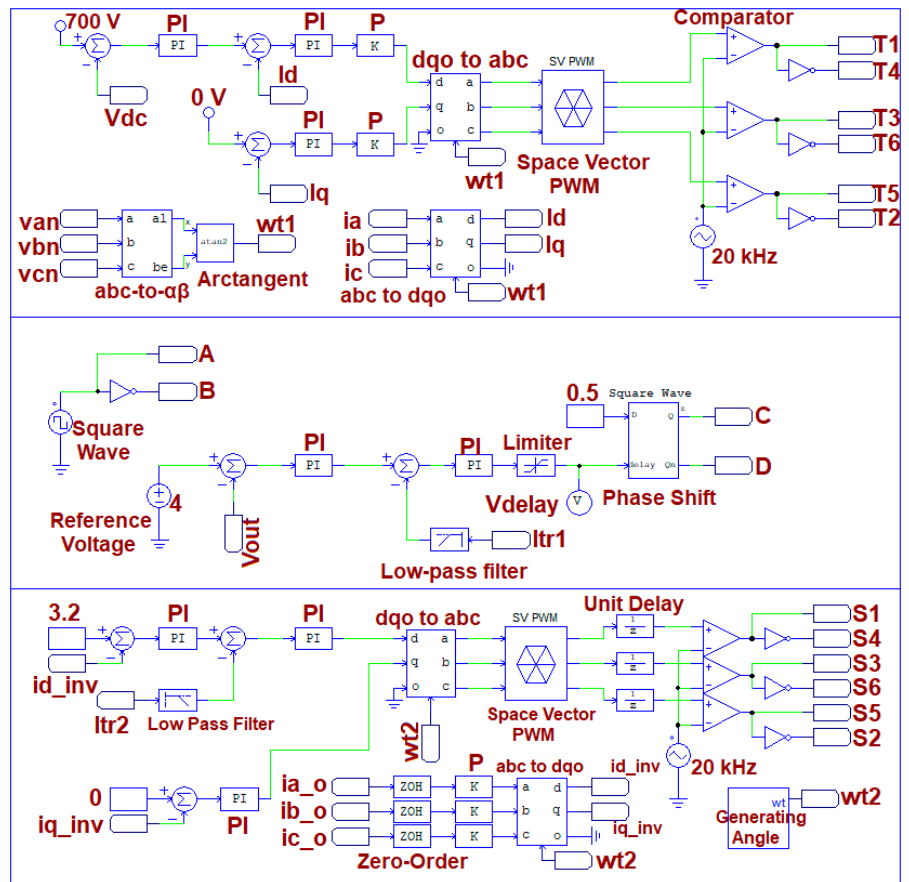 700 V
PI
PI
P
Comparator
PI
PI
K
T1
T4
Id
Vdc
dqo to abc
SV PWM
d a
q b
o c
0 V
PI
P
PI
K
T3
T6
Iq
wt1
Space Vector
PWM
van
vbn
vcn
a al
b
c be
x
y
atan2
wt1
Arctangent
abc-to-αβ
ia
ib
ic
a d
b q
c o
Id
Iq
wt1
abc to dqo
T5
T2
20 kHz
A
B
Square
Wave
0.5
Square Wave
D Q
Delay Qn
C
D
Phase Shift
PI
PI
PI
PI
Limiter
V
Vdelay
4
Reference
Voltage
Vout
Itr1
Low-pass filter
3.2
PI
PI
PI
PI
id_inv
Itr2
Low Pass Filter
dqo to abc
d a
q b
o c
wt2
SV PWM
Space Vector
PWM
Unit Delay
1
z
1
z
1
z
S1
S4
S3
S6
S5
S2
20 kHz
0
iq_inv
PI
PI
P
ia_o
ib_o
ic_o
ZOH
ZOH
ZOH
K
K
K
Zero-Order
abc to dqo
a d
b q
c o
id_inv
iq_inv
wt2
wt
Generating
Angle
wt2